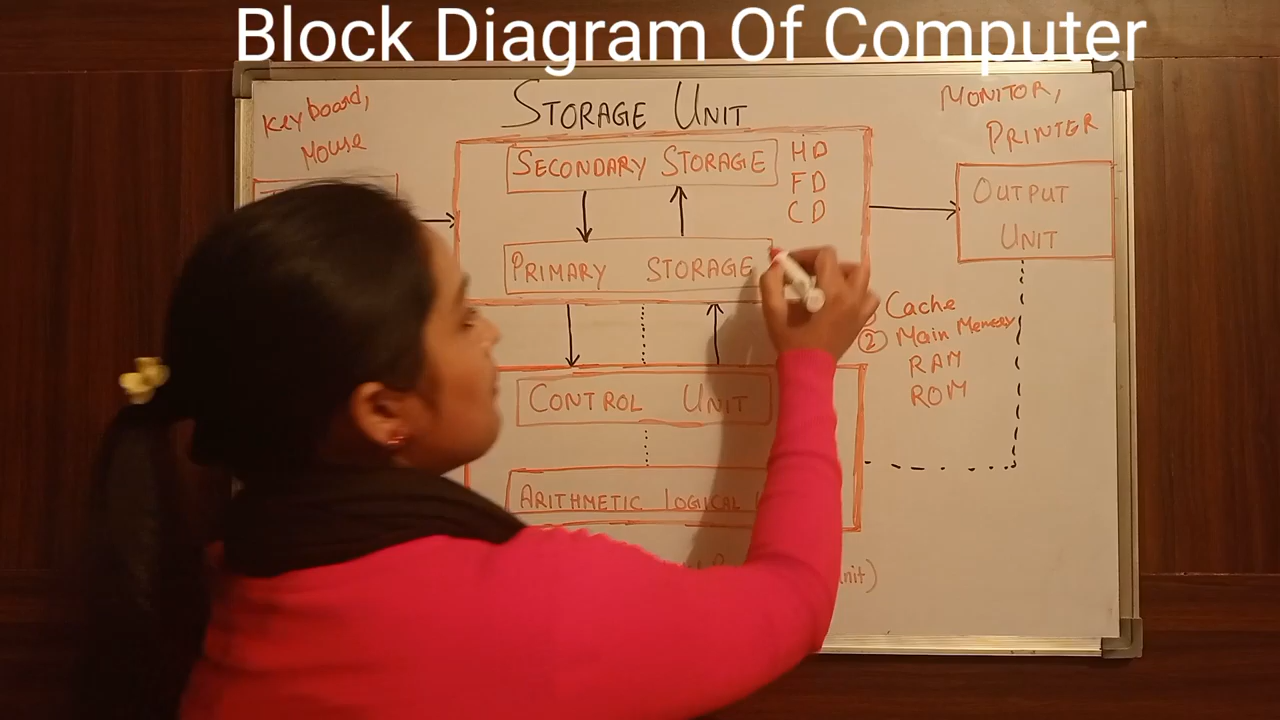 Block Diagram Of Computer
Keyboard,
Mouse
STORAGE UNIT
MONITOR,
PRINTER
SECONDARY STORAGE
HD
FD
CD
OUTPUT
UNIT
PRIMARY STORAGE
Cache
② Main Memory
RAM
ROM
CONTROL UNIT
ARITHMETIC LOGICAL